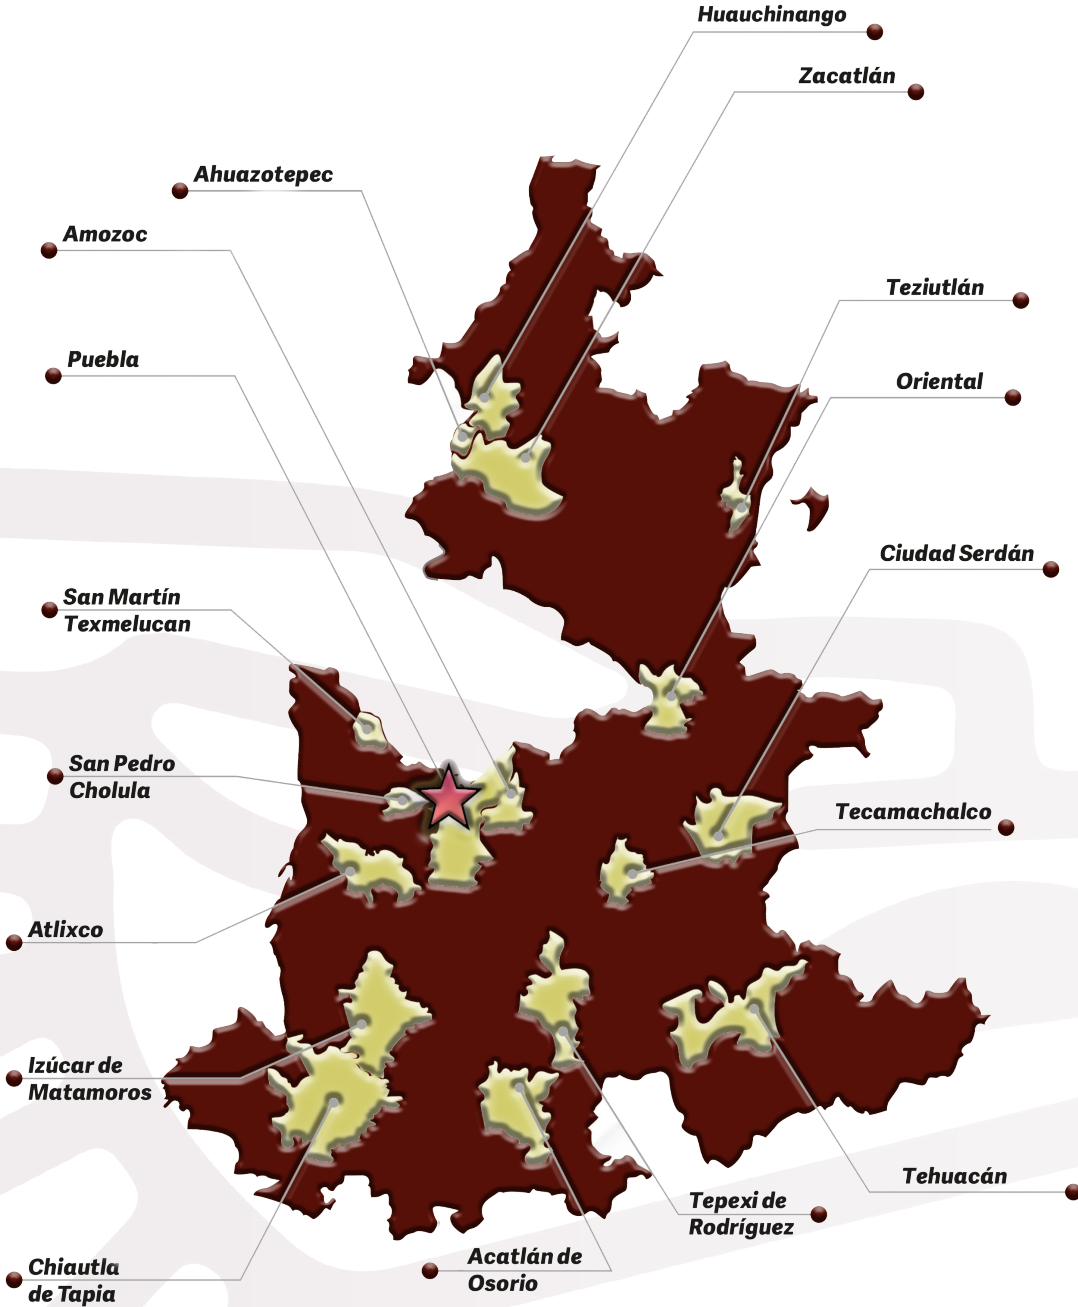 Huauchinango
Zacatlán
Ahuazotepec
Amozoc
Teziutlán
Puebla
Oriental
Ciudad Serdán
San Martín
Texmelucan
San Pedro
Cholula
Tecamachalco
Atlixco
Izúcar de
Matamoros
Tehuacán
Tepexi de
Rodríguez
Acatlán de
Osorio
Chiautla
de Tapia